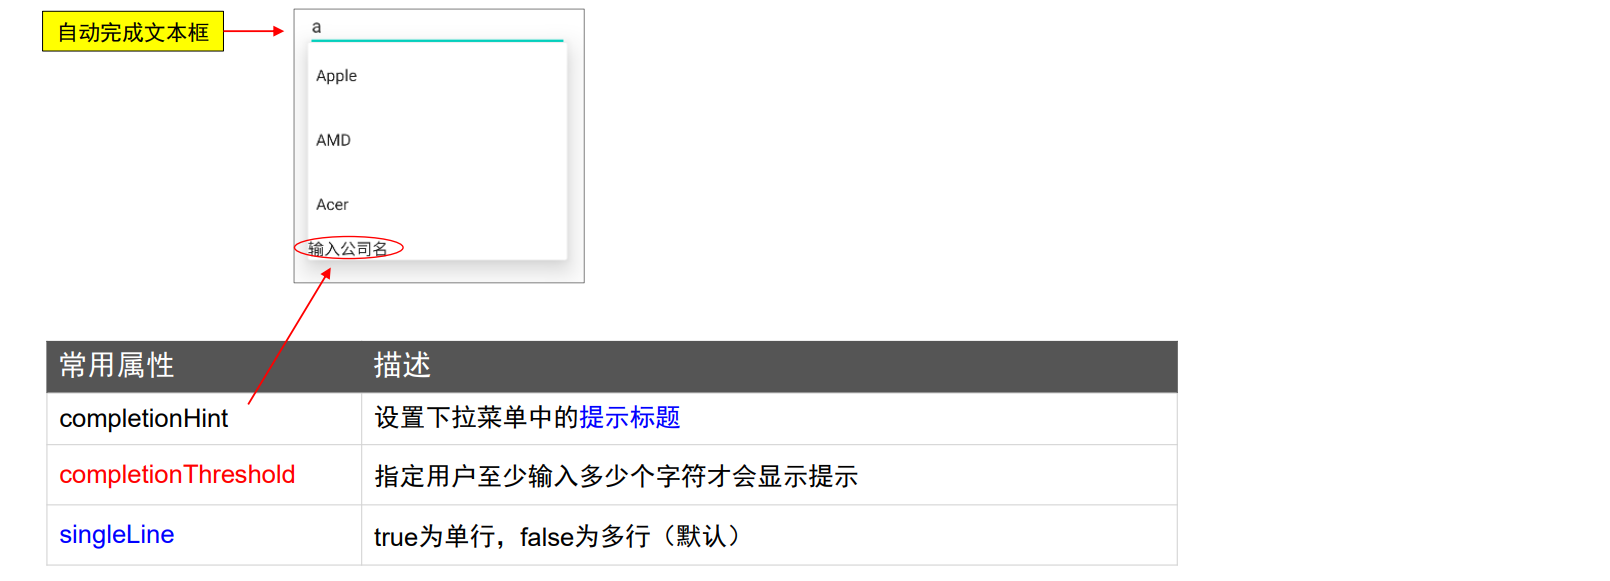 自动完成文本框
a
Apple
AMD
Acer
输入公司名
常用属性 描述
completionHint 设置下拉菜单中的提示标题
completionThreshold 指定用户至少输入多少个字符才会显示提示
singleLine true为单行，false为多行（默认）